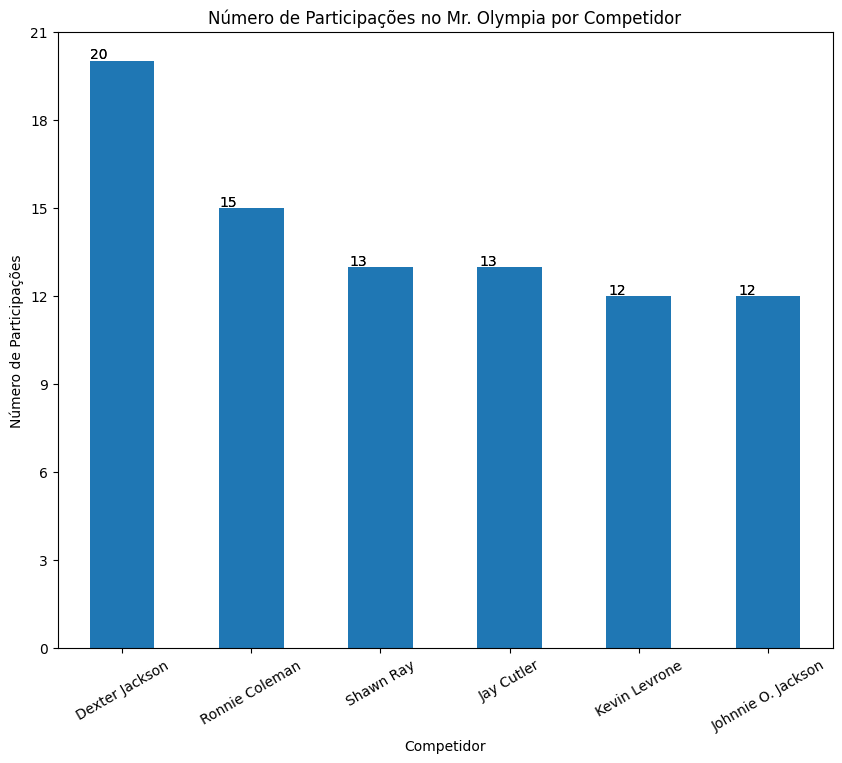 Número de Participações no Mr. Olympia por Competidor
21
18
15
12
9
6
3
0
Número de Participações
20
15
13
13
12
12
Dexter Jackson
Ronnie Coleman
Shawn Ray
Jay Cutler
Kevin Levrone
Johnnie O. Jackson
Competidor